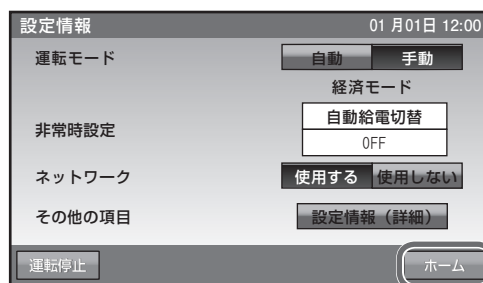 設定情報 01月01日 12:00
運転モード 自動 手動
経済モード
非常時設定 自動給電切替
OFF
ネットワーク 使用する 使用しない
その他の項目 設定情報（詳細）
運転停止 ホーム